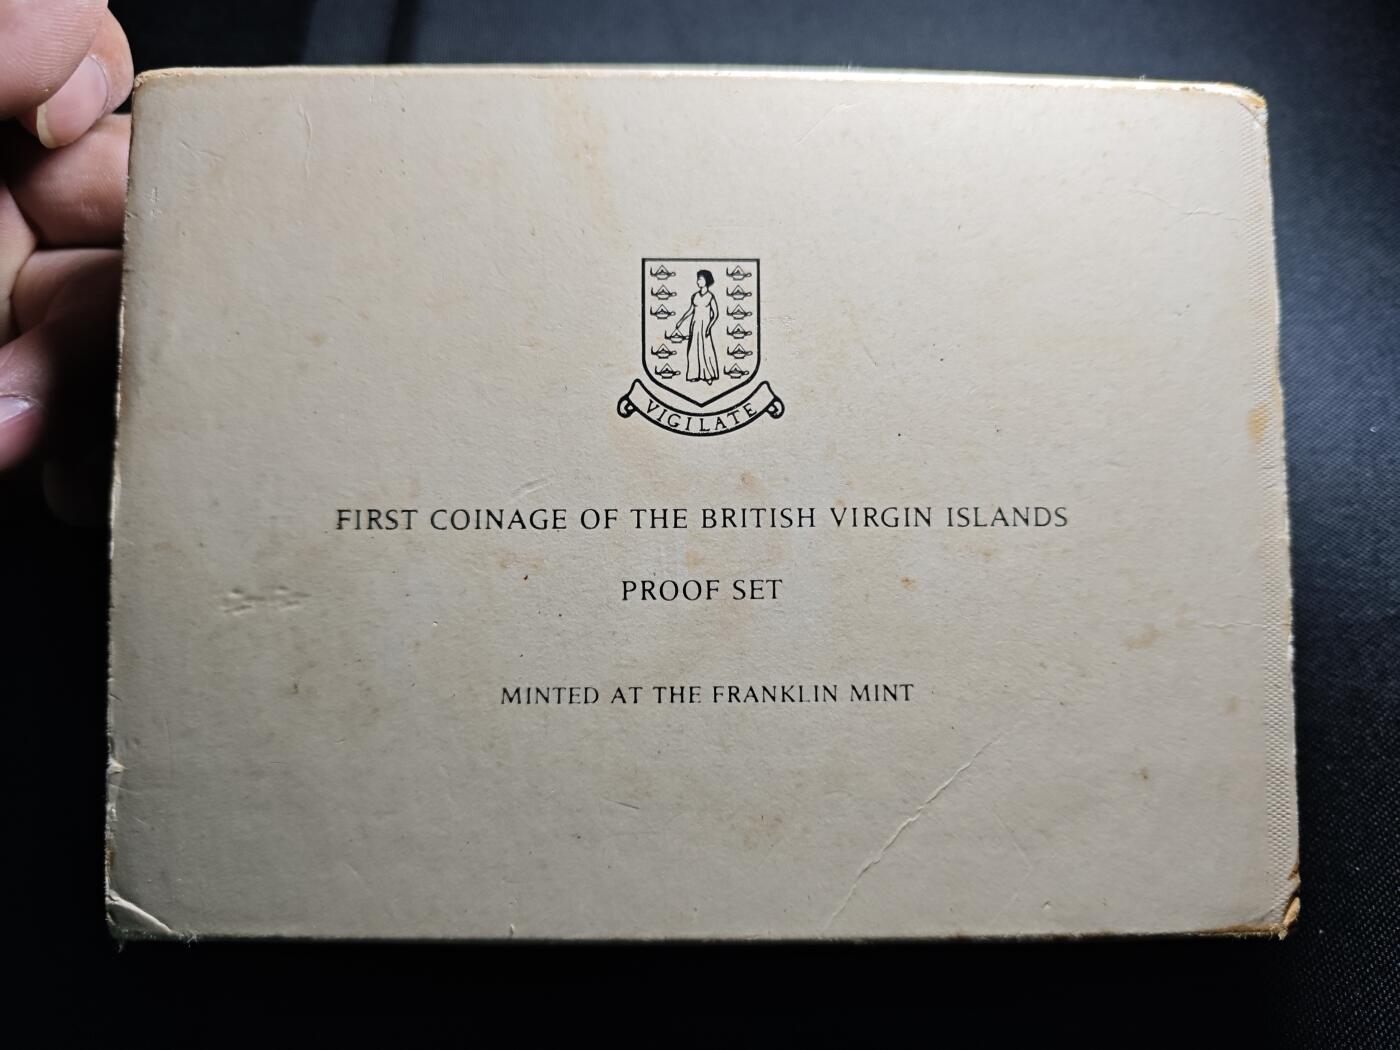 VIGILATE
FIRST COINAGE OF THE BRITISH VIRGIN ISLANDS
PROOF SET
MINTED AT THE FRANKLIN MINT